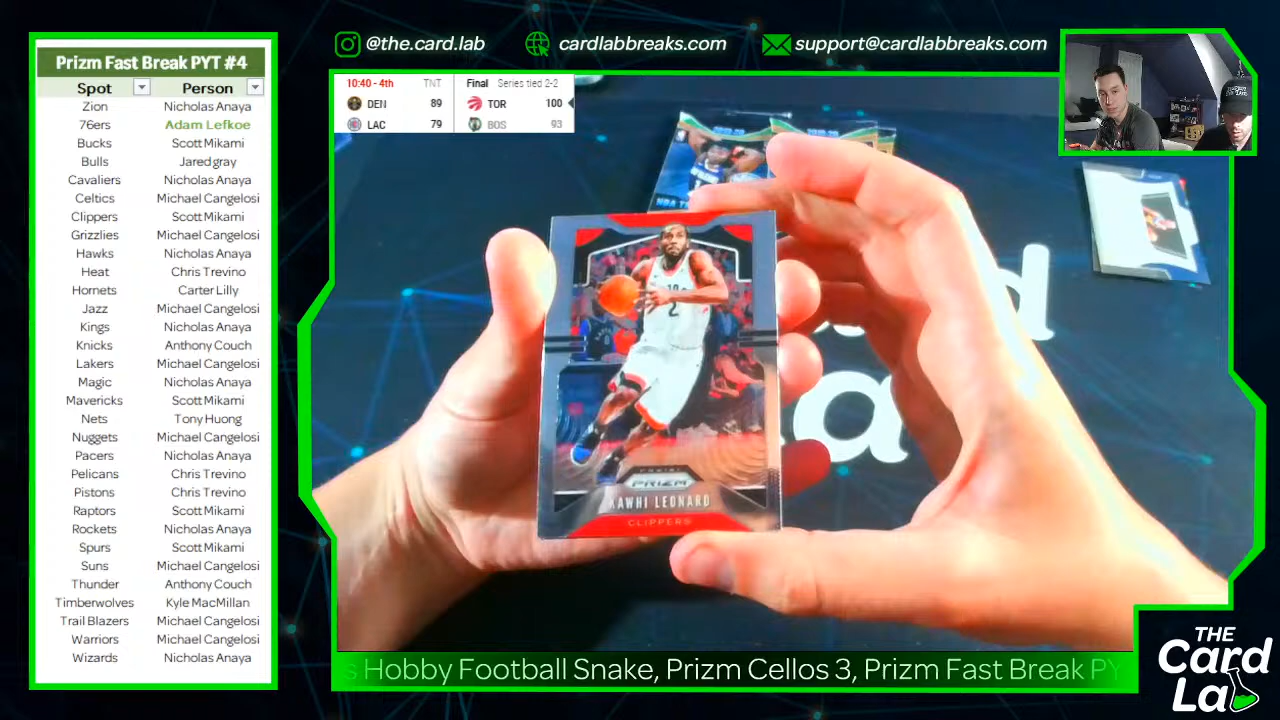 Prizm Fast Break PYT #4
Spot Person
Zion Nicholas Anaya
76ers Adam Lefkoe
Bucks Scott Mikami
Bulls Jared gray
Cavaliers Nicholas Anaya
Celtics Michael Cangelosi
Clippers Scott Mikami
Grizzlies Michael Cangelosi
Hawks Nicholas Anaya
Heat Chris Trevino
Hornets Carter Lilly
Jazz Michael Cangelosi
Kings Nicholas Anaya
Knicks Anthony Couch
Lakers Michael Cangelosi
Magic Nicholas Anaya
Mavericks Scott Mikami
Nets Tony Huong
Nuggets Michael Cangelosi
Pacers Nicholas Anaya
Pelicans Chris Trevino
Pistons Chris Trevino
Raptors Scott Mikami
Rockets Nicholas Anaya
Spurs Scott Mikami
Suns Michael Cangelosi
Thunder Anthony Couch
Timberwolves Kyle MacMillan
Trail Blazers Michael Cangelosi
Warriors Michael Cangelosi
Wizards Nicholas Anaya
@the.card.lab cardlabbreaks.com support@cardlabbreaks.com
10:40 - 4th TNT Final Series tied 2-2
DEN 89 TOR 100
LAC 79 BOS 93
2
PANINI
PRIZM
KAWHI LEONARD
CLIPPERS
s Hobby Football Snake, Prizm Cellos 3, Prizm Fast Break PY
THE
Card
Lab